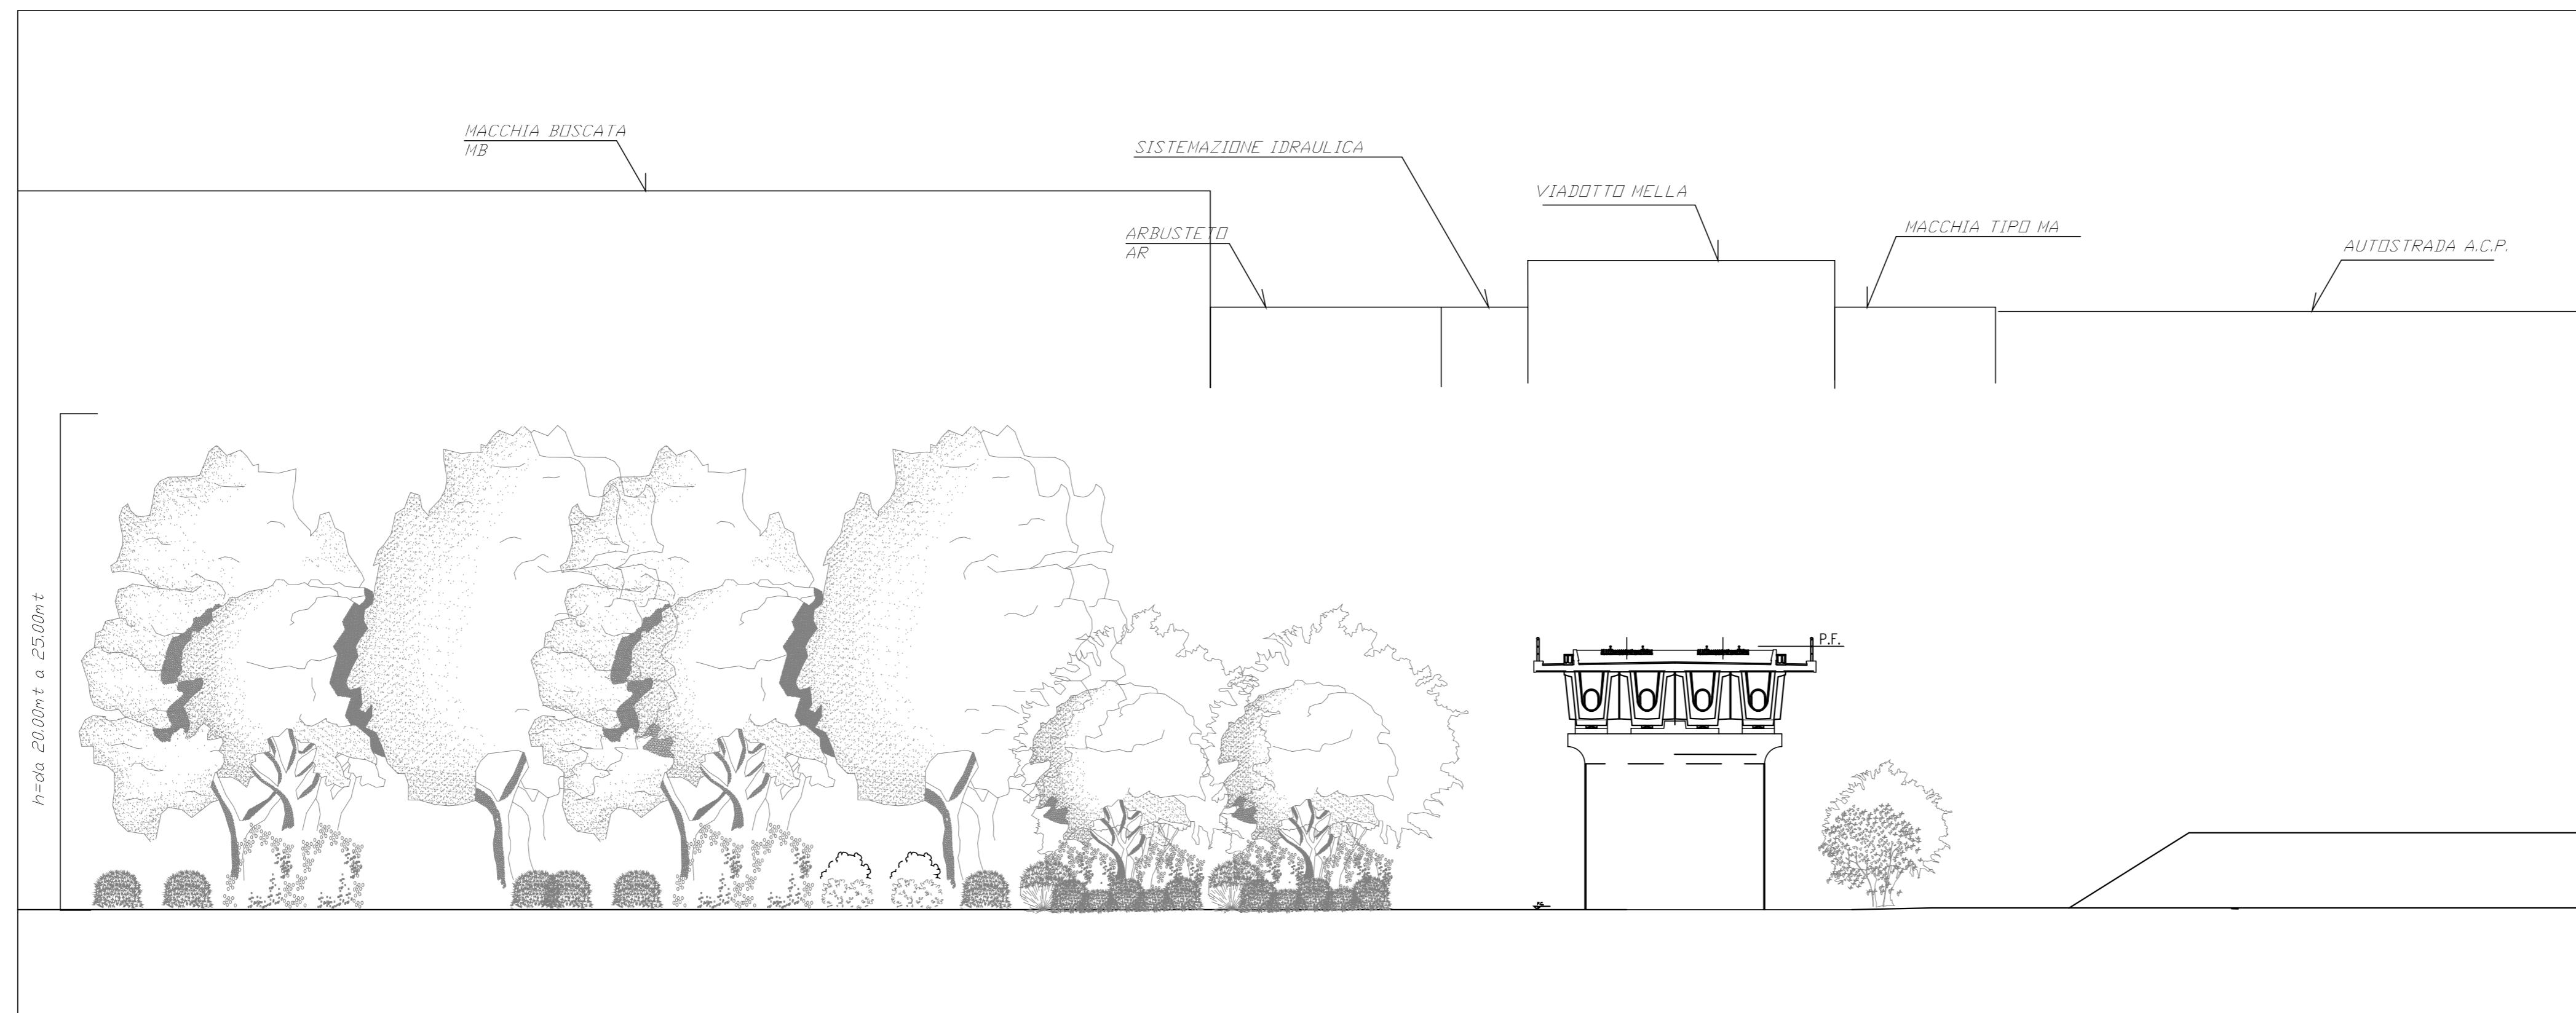 MACCHIA BOSCATA
MB
SISTEMAZIONE IDRAULICA
ARBUSTETO
AR
VIADOTTO MELLA
MACCHIA TIPO MA
AUTOSTRADA A.C.P.
h=da 20.00mt a 25.00mt
P.F.